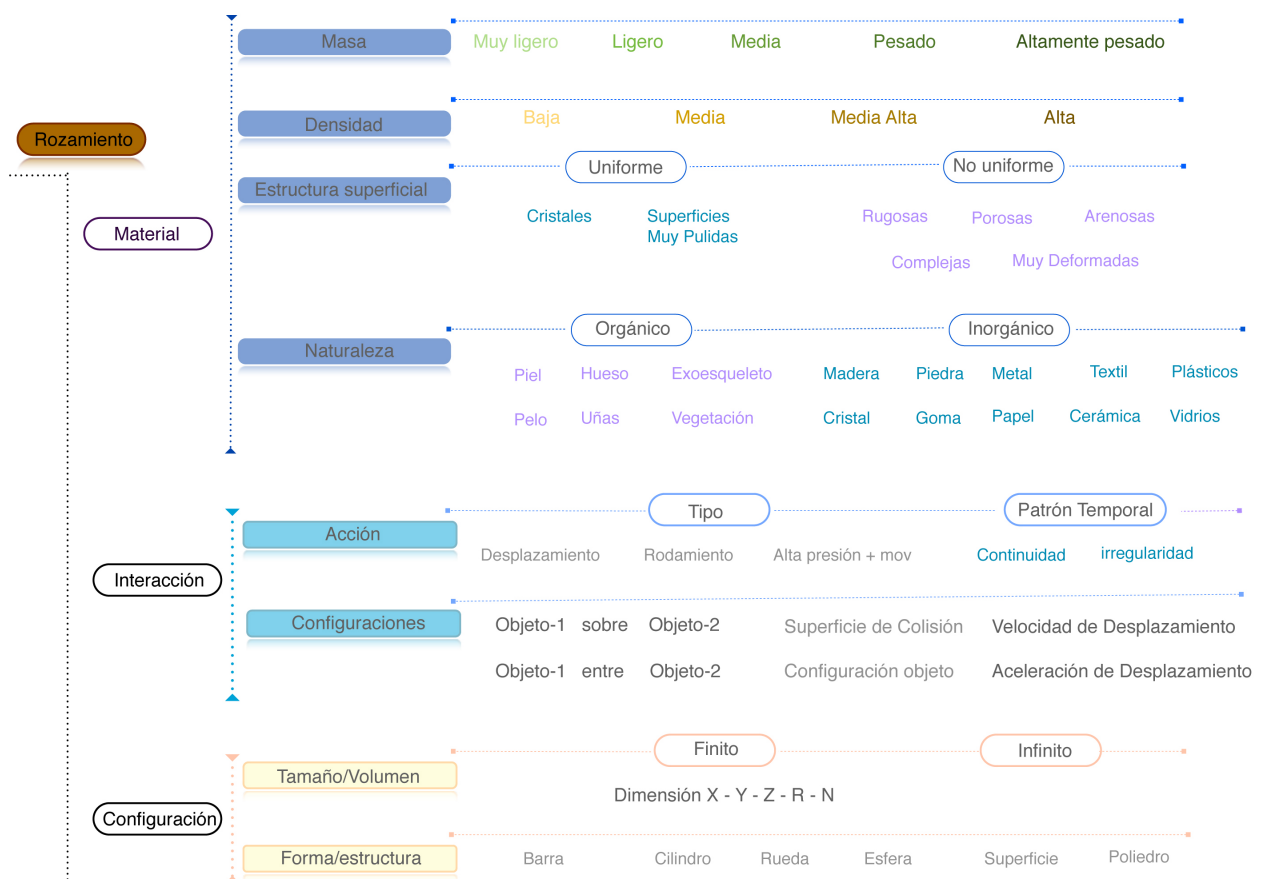 Masa
Muy ligero Ligero Media Pesado Altamente pesado
Rozamiento
Densidad
Baja Media Media Alta Alta
Uniforme No uniforme
Estructura superficial
Cristales Superficies Rugosas Porosas Arenosas
Muy Pulidas
Material
Complejas Muy Deformadas
Orgánico Inorgánico
Naturaleza
Piel Hueso Exoesqueleto Madera Piedra Metal Textil Plásticos
Pelo Uñas Vegetación Cristal Goma Papel Cerámica Vidrios
Tipo Patrón Temporal
Acción
Desplazamiento Rodamiento Alta presión + mov Continuidad irregularidad
Interacción
Configuraciones
Objeto-1 sobre Objeto-2 Superficie de Colisión Velocidad de Desplazamiento
Objeto-1 entre Objeto-2 Configuración objeto Aceleración de Desplazamiento
Finito Infinito
Tamaño/Volumen
Dimensión X - Y - Z - R - N
Configuración
Forma/estructura
Barra Cilindro Rueda Esfera Superficie Poliedro